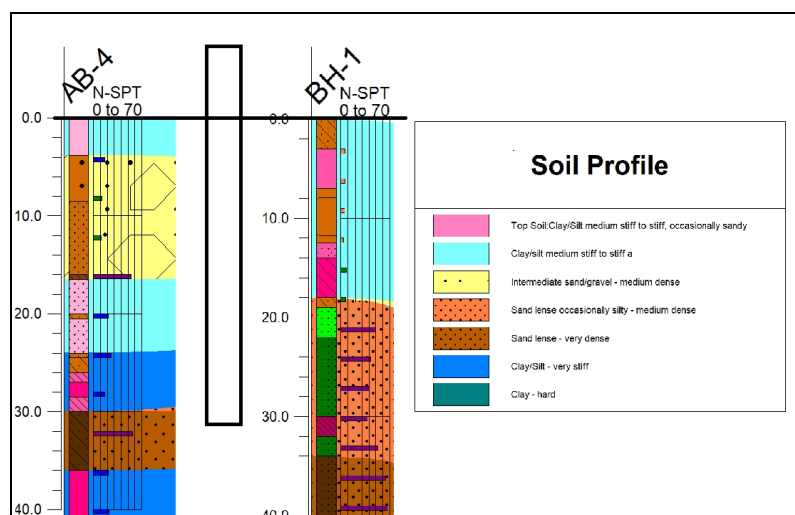 AB-4
N-SPT
0 to 70
0.0
10.0
20.0
30.0
40.0
BH-1
N-SPT
0 to 70
0.0
10.0
20.0
30.0
40.0
Soil Profile
Top Soil:Clay/Silt medium stiff to stiff, occasionally sandy
Clay/silt medium stiff to stiff a
Intermediate sand/gravel - medium dense
Sand lense occasionally silty - medium dense
Sand lense - very dense
Clay/Silt - very stiff
Clay - hard